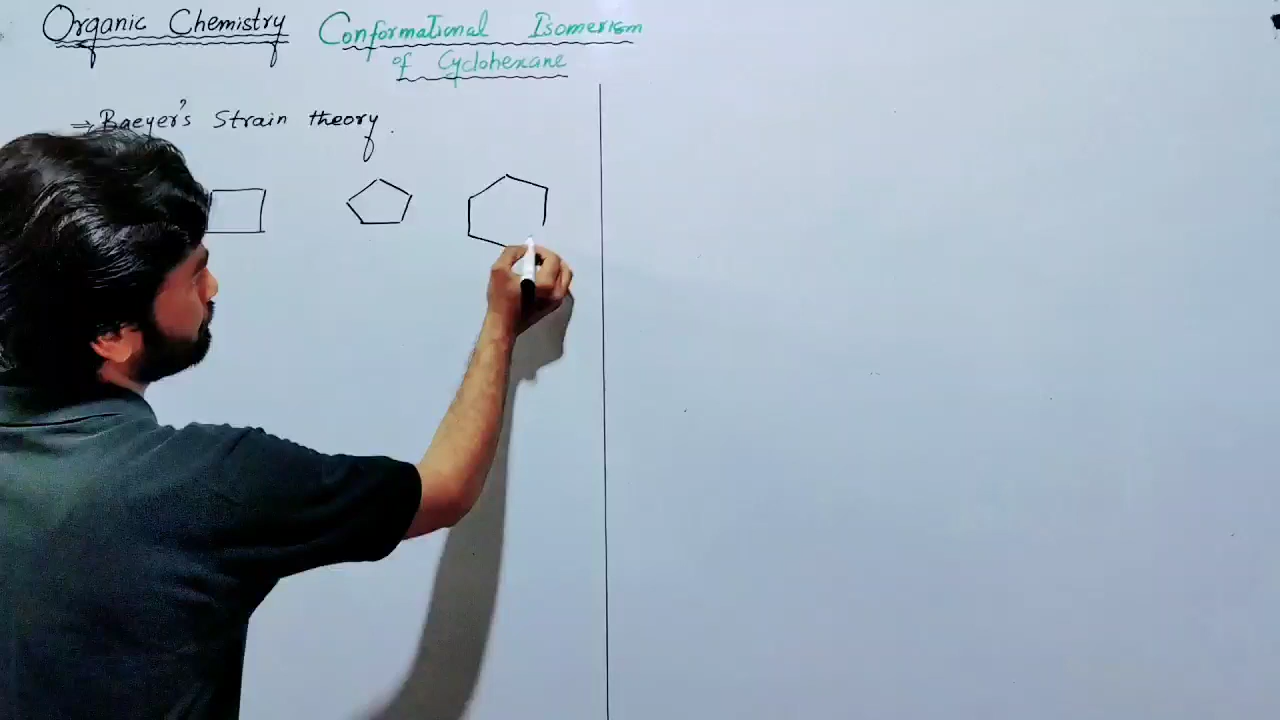 Organic Chemistry Conformational Isomerism
of Cyclohexane
⇒ Baeyer's Strain theory.